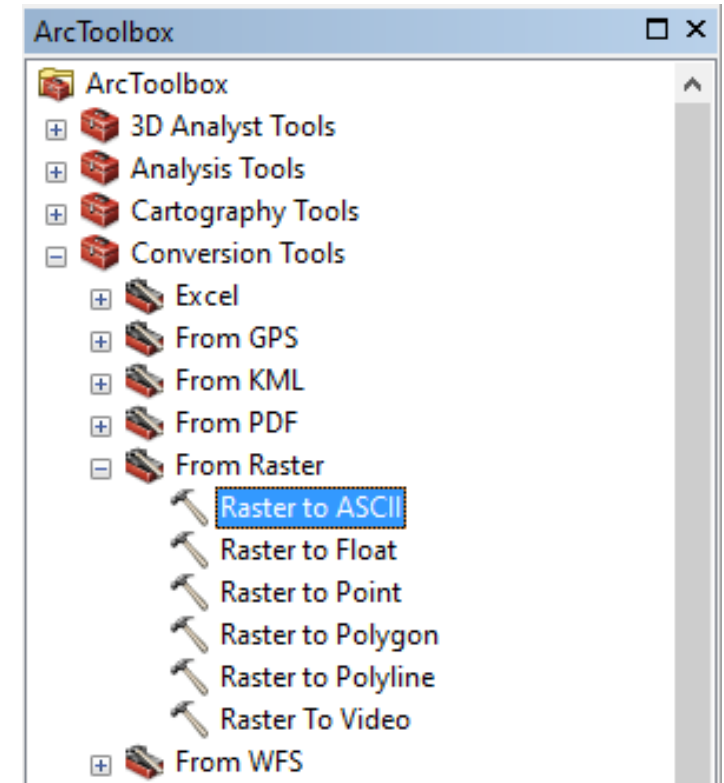 ArcToolbox
ArcToolbox
3D Analyst Tools
Analysis Tools
Cartography Tools
Conversion Tools
Excel
From GPS
From KML
From PDF
From Raster
Raster to ASCII
Raster to Float
Raster to Point
Raster to Polygon
Raster to Polyline
Raster To Video
From WFS